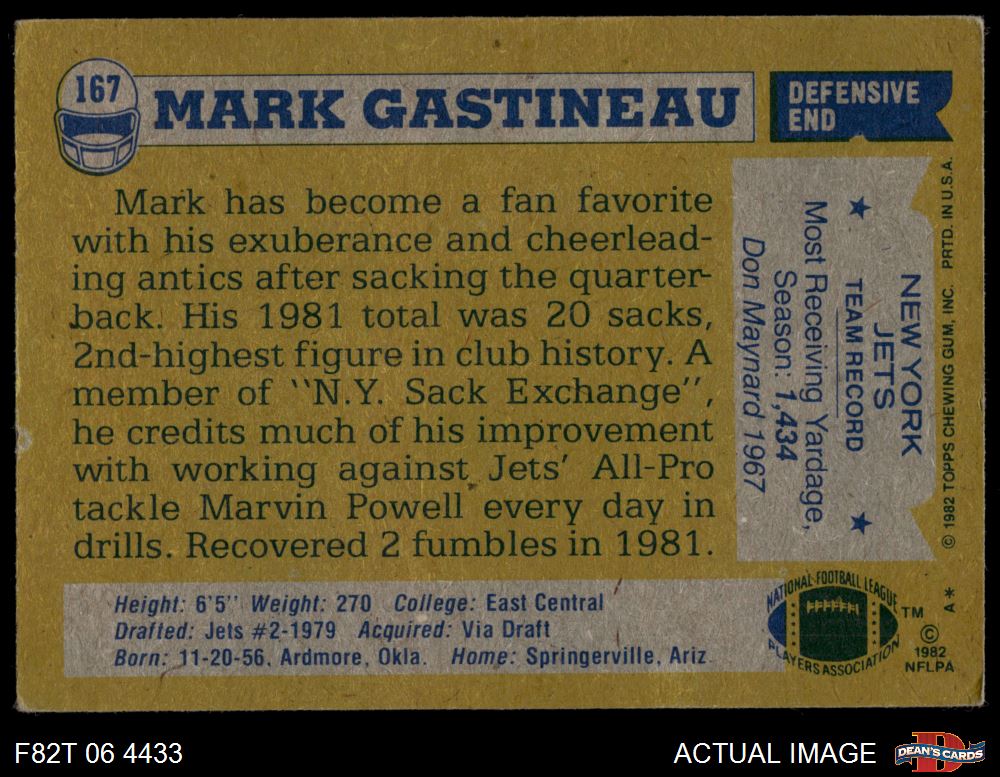 167
MARK GASTINEAU
DEFENSIVE
END
Mark has become a fan favorite
with his exuberance and cheerlead-
ing antics after sacking the quarter-
back. His 1981 total was 20 sacks,
2nd-highest figure in club history. A
member of "N.Y. Sack Exchange",
he credits much of his improvement
with working against Jets' All-Pro
tackle Marvin Powell every day in
drills. Recovered 2 fumbles in 1981.
NEW YORK
JETS
★ TEAM RECORD ★
Most Receiving Yardage,
Season: 1,434
Don Maynard 1967
© 1982 TOPPS CHEWING GUM, INC. PRTD. IN U.S.A.
Height: 6'5" Weight: 270 College: East Central
Drafted: Jets #2-1979 Acquired: Via Draft
Born: 11-20-56, Ardmore, Okla. Home: Springerville, Ariz.
NATIONAL FOOTBALL LEAGUE
PLAYERS ASSOCIATION
TM
A*
©
1982
NFLPA
F82T 06 4433
ACTUAL IMAGE
D
DEAN'S CARDS